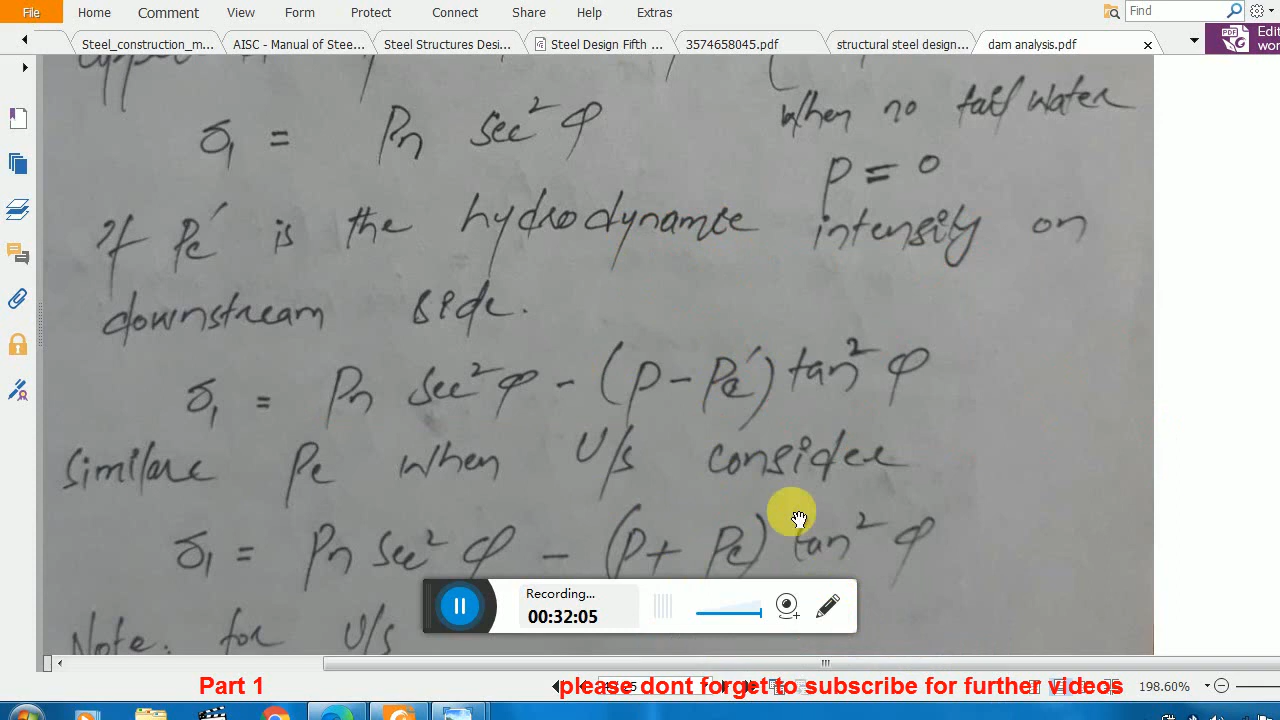 File Home Comment View Form Protect Connect Share Help Extras Find
Steel_construction_m... AISC - Manual of Stee... Steel Structures Desi... Steel Design Fifth ... 3574658045.pdf structural steel design... dam analysis.pdf Edit
wor
When no tail water
σ₁ = Pn sec² φ
P = 0
If Pe' is the hydrodynamic intensity on
downstream side.
σ₁ = Pn sec² φ - (P - Pe') tan² φ
Similare Pe when U/s consider
σ₁ = Pn sec² φ - (P + Pe) tan² φ
Recording...
00:32:05
Note: for U/s
Part 1 please dont forget to subscribe for further videos
198.60%